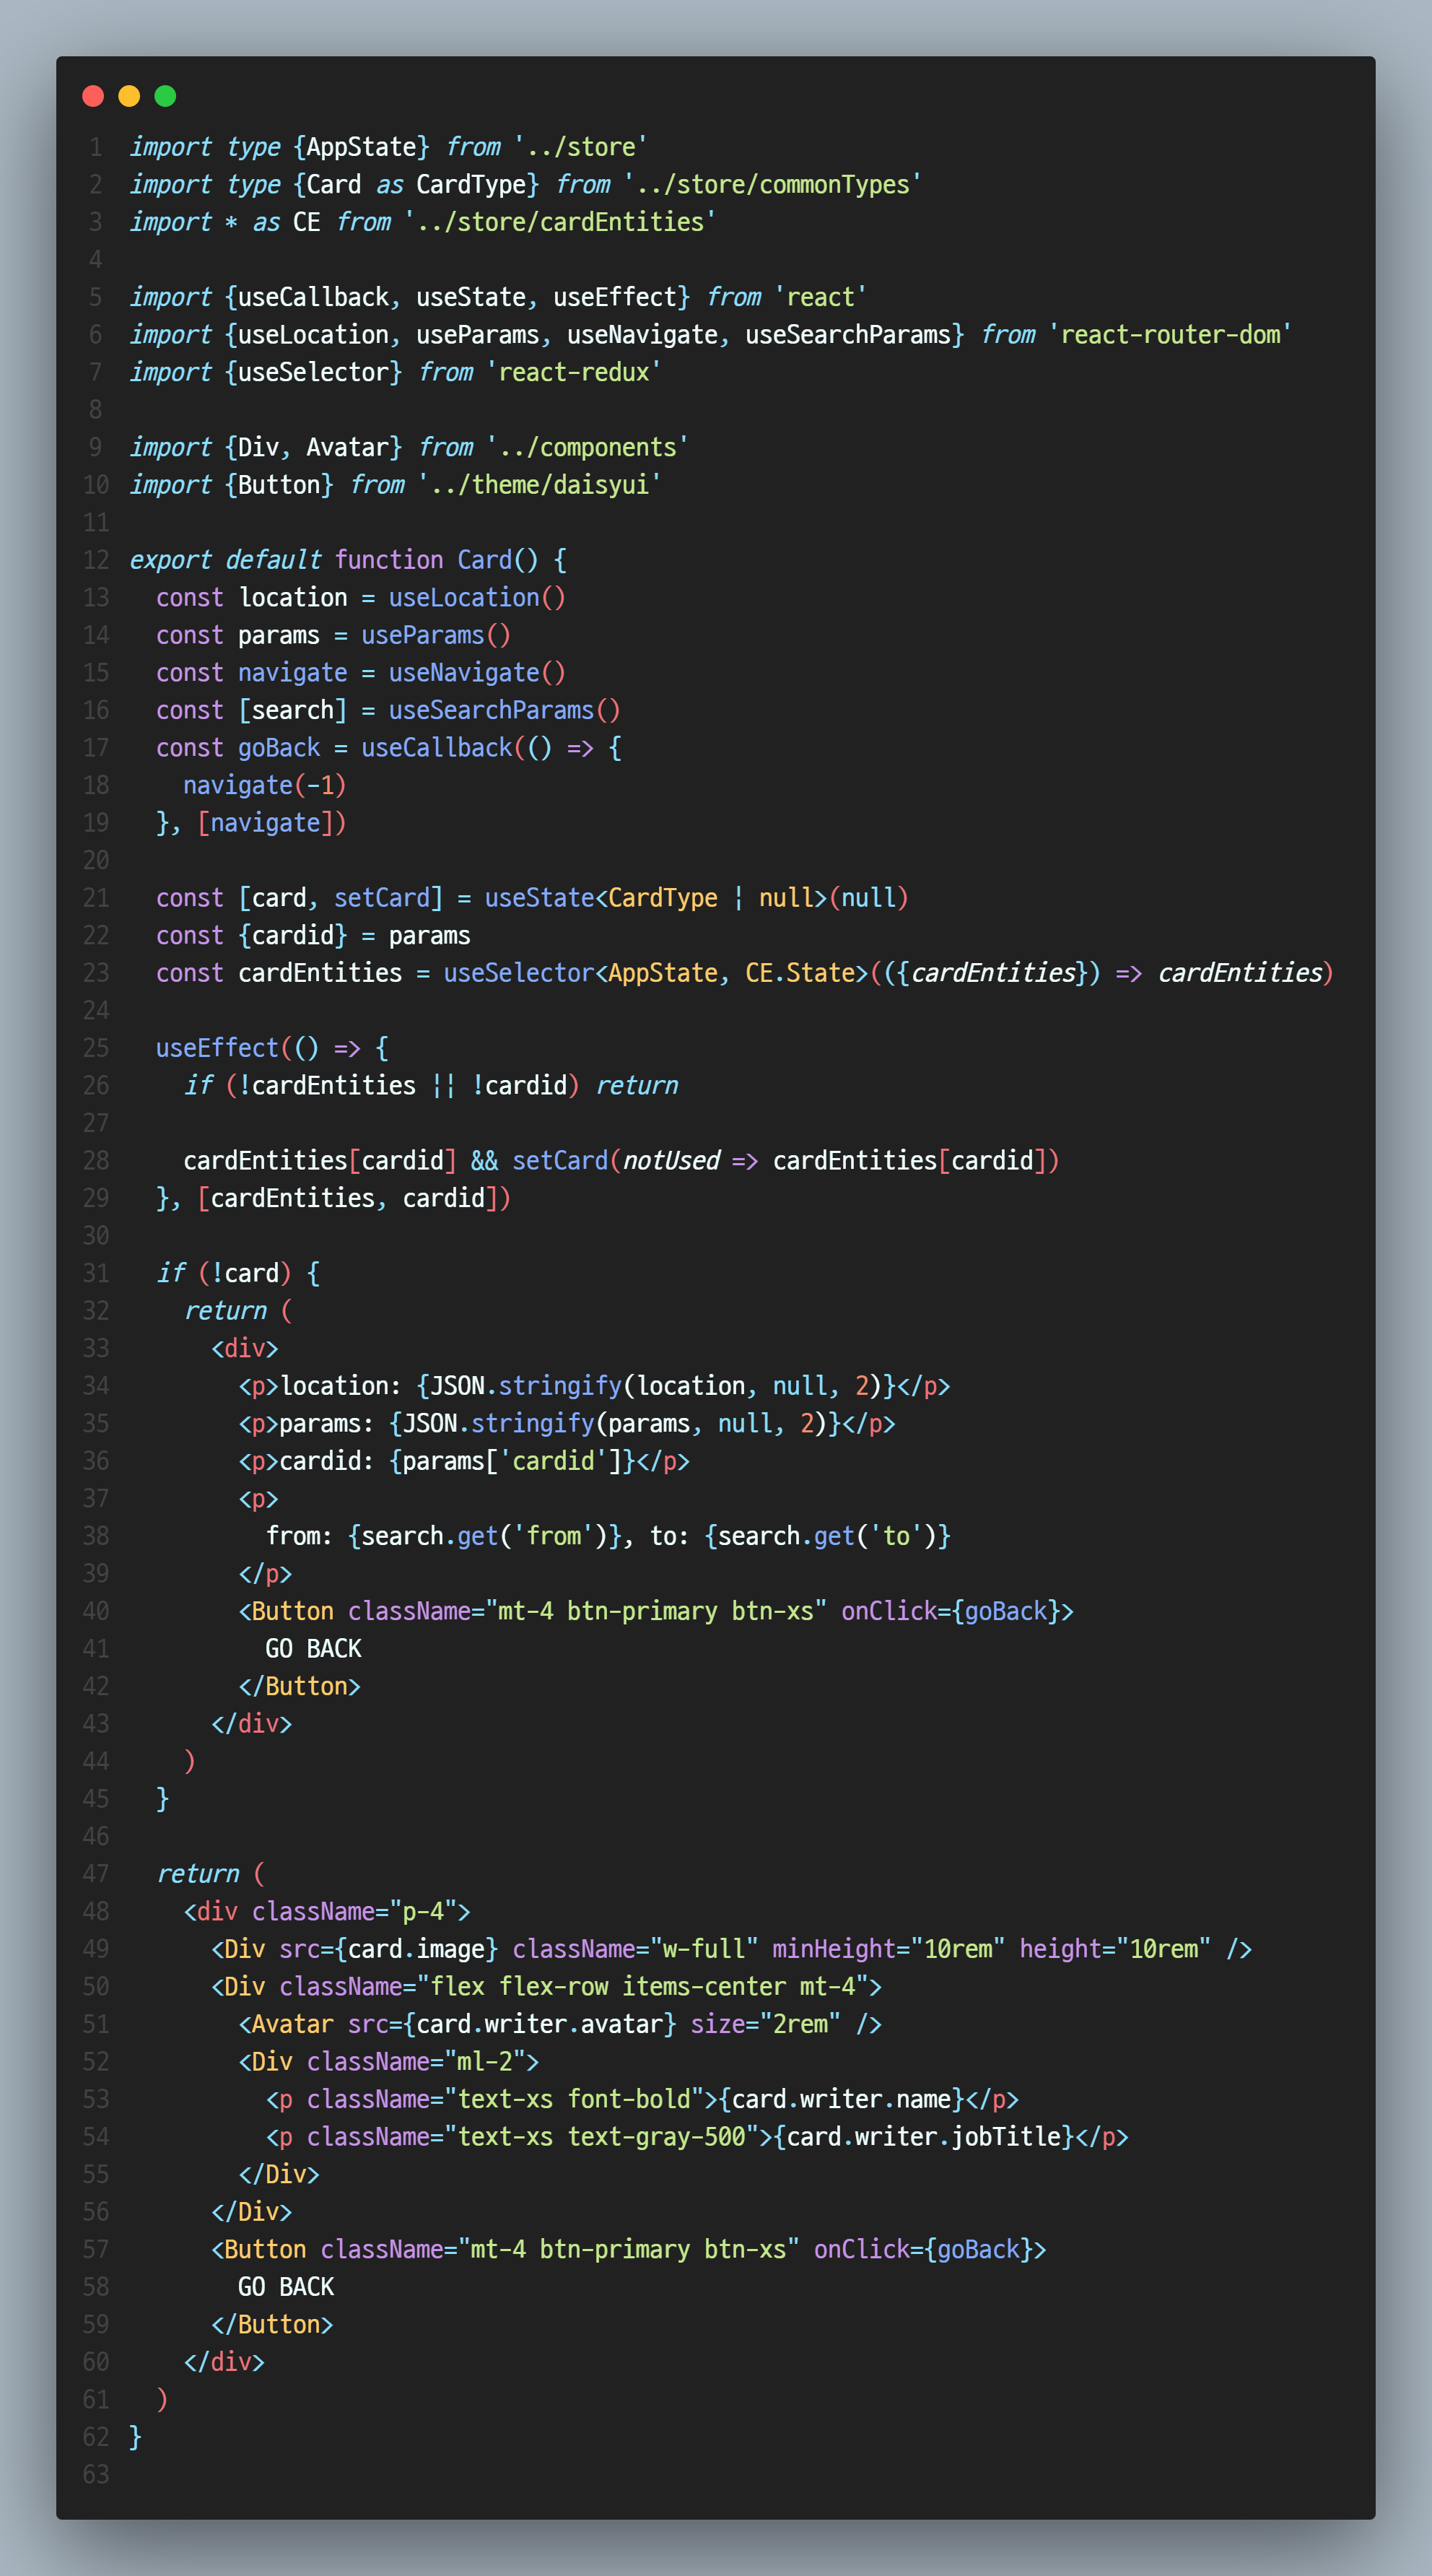 1 import type {AppState} from '../store'
2 import type {Card as CardType} from '../store/commonTypes'
3 import * as CE from '../store/cardEntities'
4
5 import {useCallback, useState, useEffect} from 'react'
6 import {useLocation, useParams, useNavigate, useSearchParams} from 'react-router-dom'
7 import {useSelector} from 'react-redux'
8
9 import {Div, Avatar} from '../components'
10 import {Button} from '../theme/daisyui'
11
12 export default function Card() {
13   const location = useLocation()
14   const params = useParams()
15   const navigate = useNavigate()
16   const [search] = useSearchParams()
17   const goBack = useCallback(() => {
18     navigate(-1)
19   }, [navigate])
20
21   const [card, setCard] = useState<CardType | null>(null)
22   const {cardid} = params
23   const cardEntities = useSelector<AppState, CE.State>(({cardEntities}) => cardEntities)
24
25   useEffect(() => {
26     if (!cardEntities || !cardid) return
27
28     cardEntities[cardid] && setCard(notUsed => cardEntities[cardid])
29   }, [cardEntities, cardid])
30
31   if (!card) {
32     return (
33       <div>
34         <p>location: {JSON.stringify(location, null, 2)}</p>
35         <p>params: {JSON.stringify(params, null, 2)}</p>
36         <p>cardid: {params['cardid']}</p>
37         <p>
38           from: {search.get('from')}, to: {search.get('to')}
39         </p>
40         <Button className="mt-4 btn-primary btn-xs" onClick={goBack}>
41           GO BACK
42         </Button>
43       </div>
44     )
45   }
46
47   return (
48     <div className="p-4">
49       <Div src={card.image} className="w-full" minHeight="10rem" height="10rem" />
50       <Div className="flex flex-row items-center mt-4">
51         <Avatar src={card.writer.avatar} size="2rem" />
52         <Div className="ml-2">
53           <p className="text-xs font-bold">{card.writer.name}</p>
54           <p className="text-xs text-gray-500">{card.writer.jobTitle}</p>
55         </Div>
56       </Div>
57       <Button className="mt-4 btn-primary btn-xs" onClick={goBack}>
58         GO BACK
59       </Button>
60     </div>
61   )
62 }
63